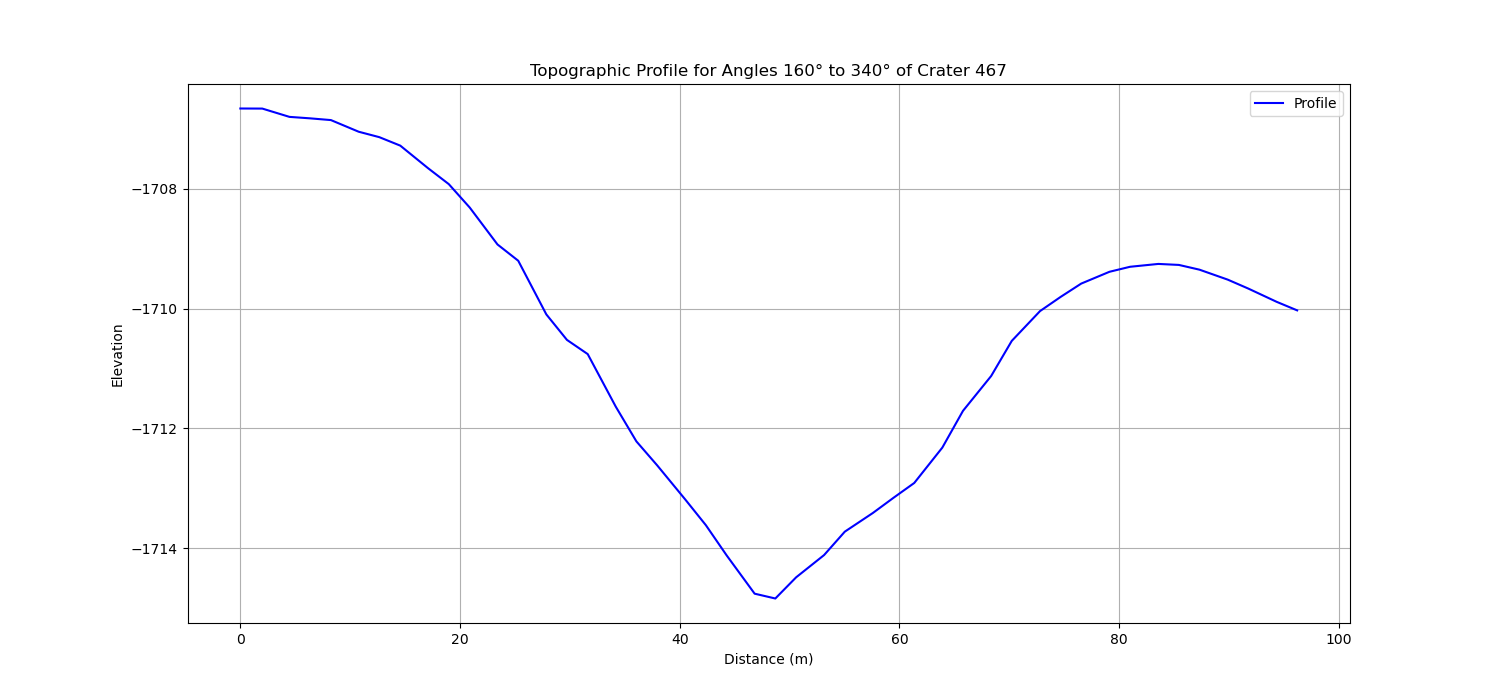 Topographic Profile for Angles 160° to 340° of Crater 467
Profile
−1708
−1710
−1712
−1714
Elevation
0 20 40 60 80 100
Distance (m)